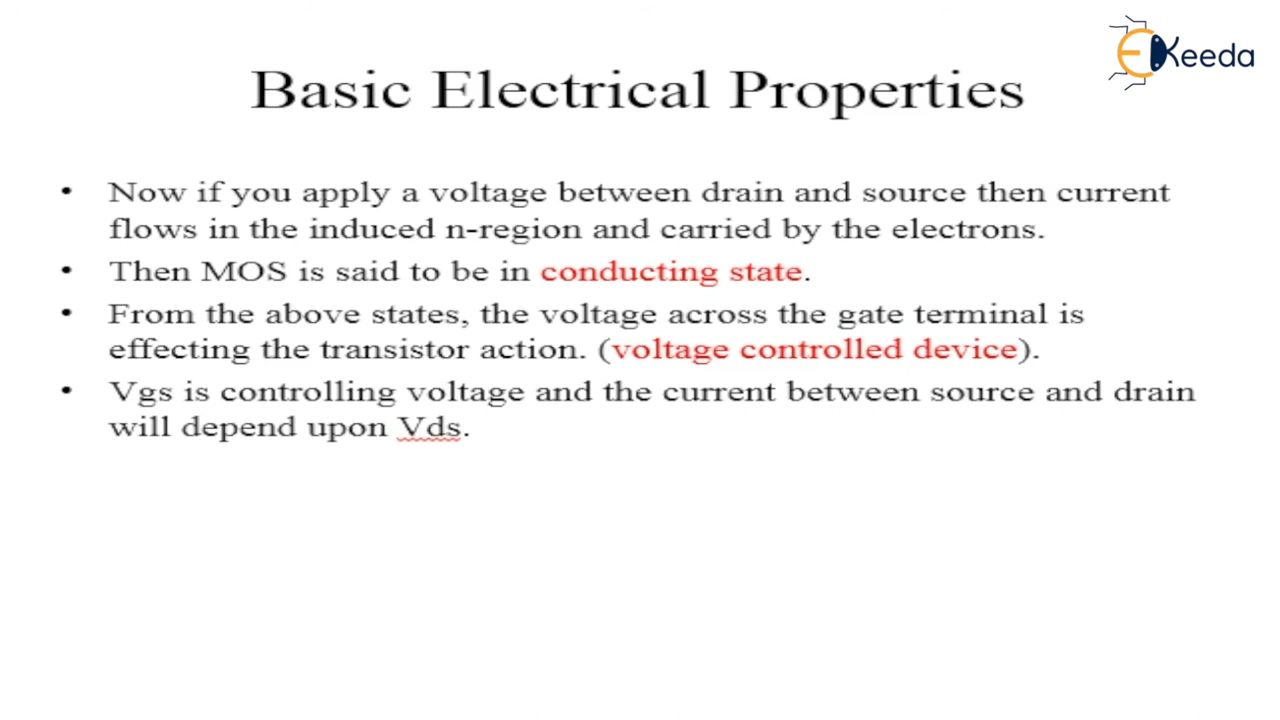 EKeeda
Basic Electrical Properties
• Now if you apply a voltage between drain and source then current
flows in the induced n-region and carried by the electrons.
• Then MOS is said to be in conducting state.
• From the above states, the voltage across the gate terminal is
effecting the transistor action. (voltage controlled device).
• Vgs is controlling voltage and the current between source and drain
will depend upon Vds.